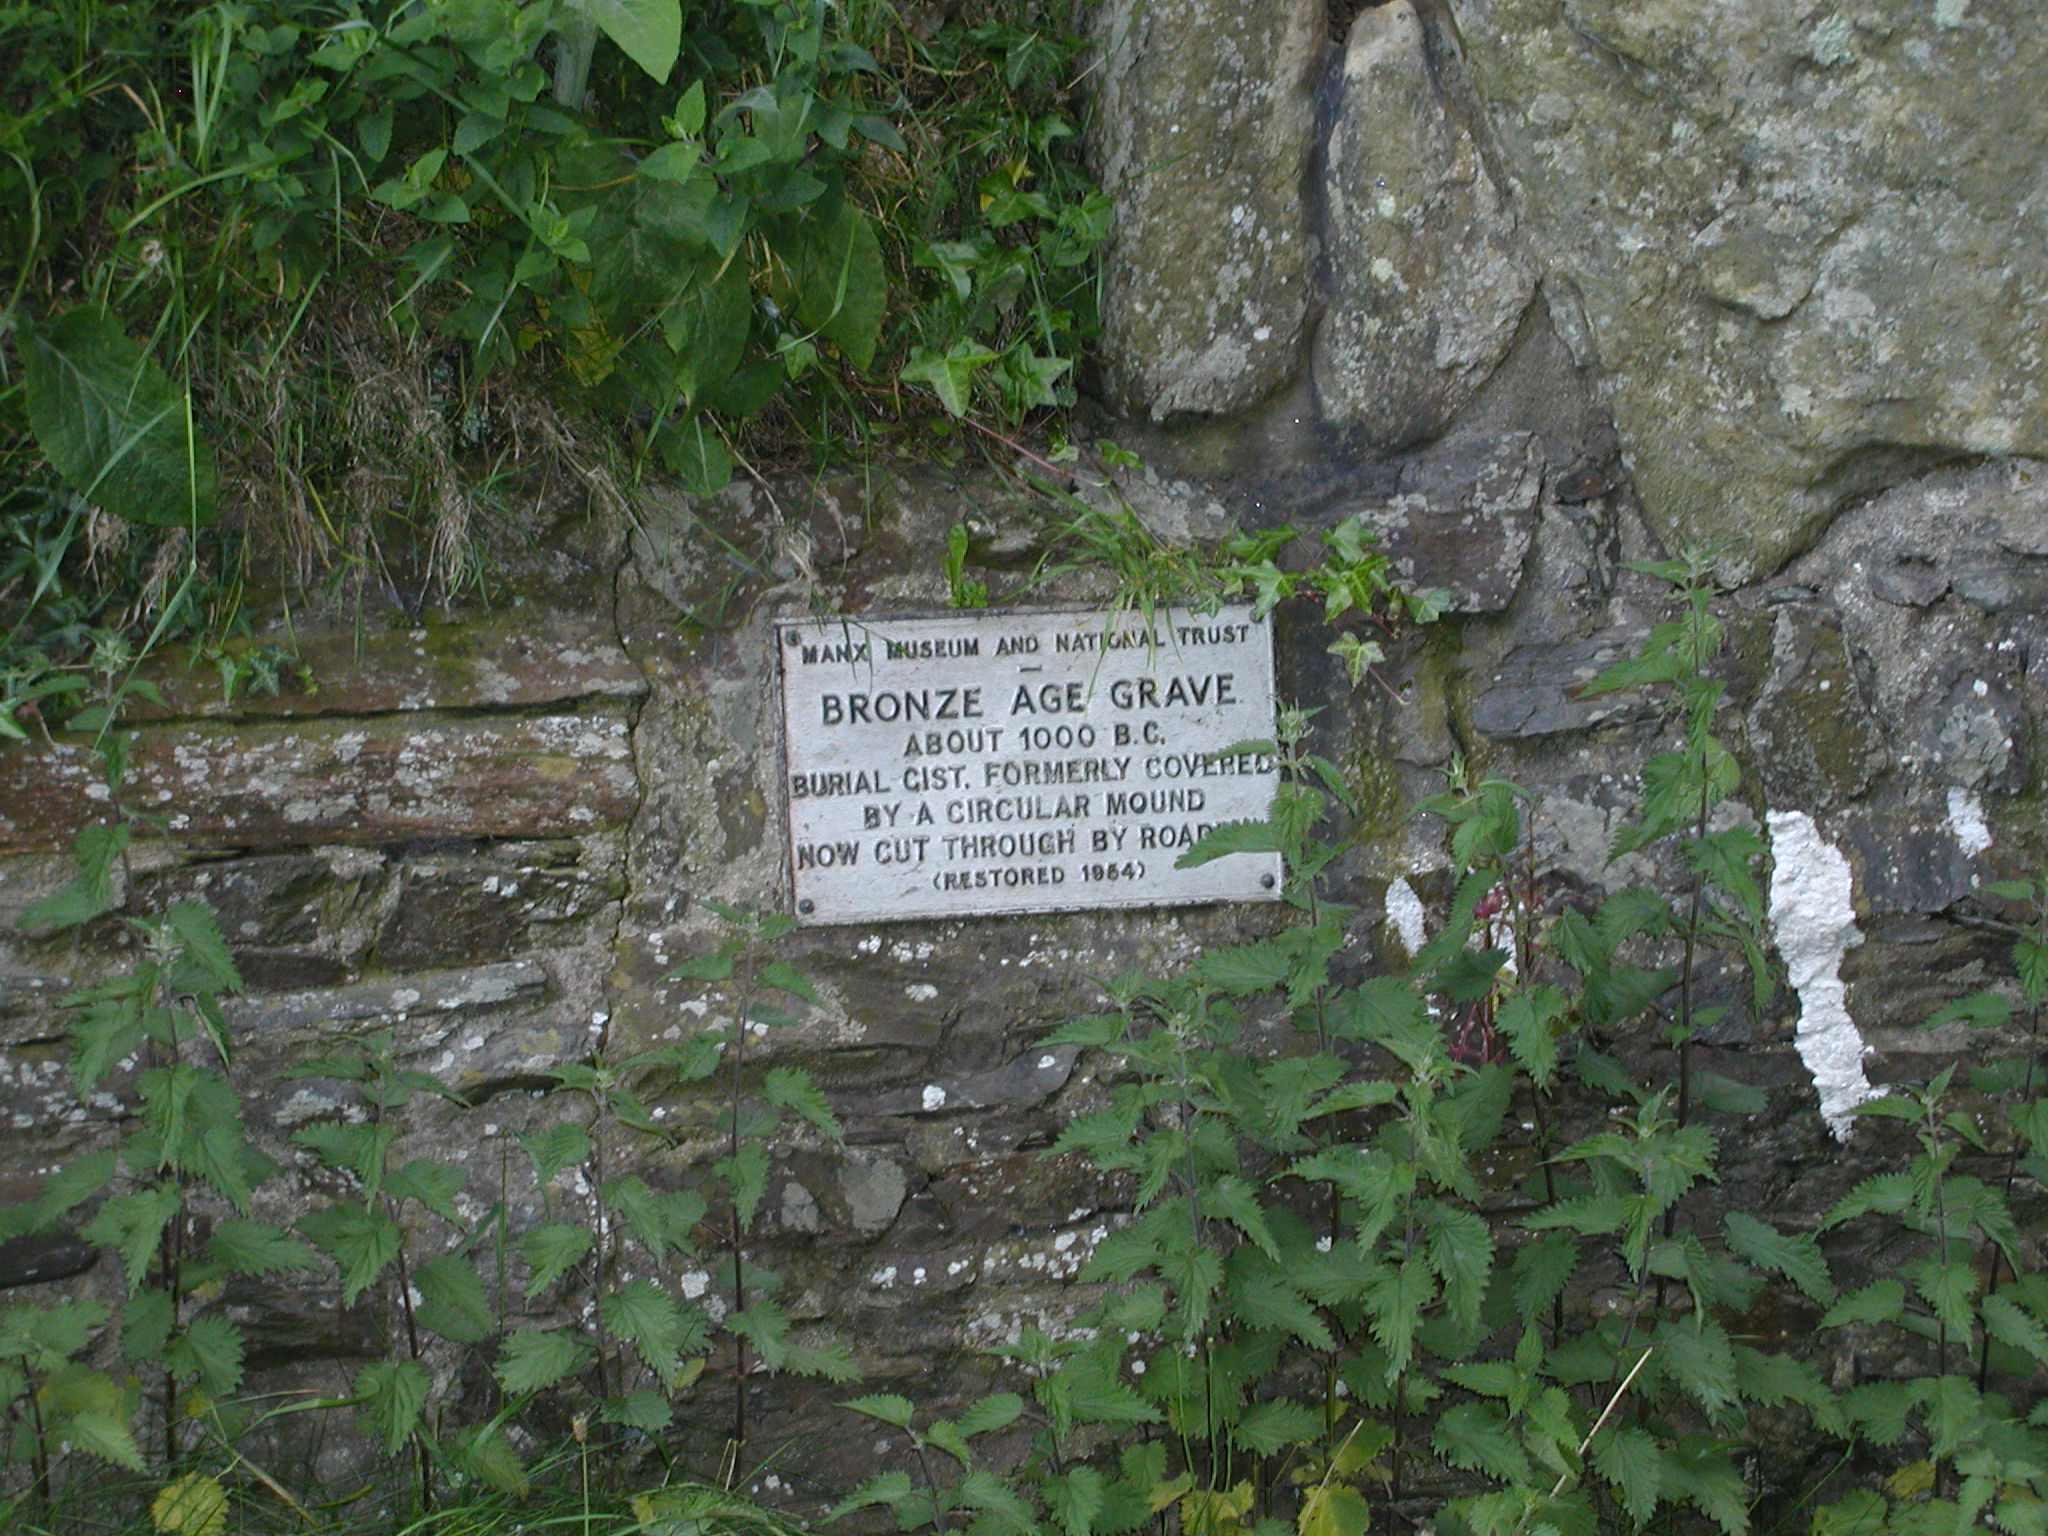 MANX MUSEUM AND NATIONAL TRUST
BRONZE AGE GRAVE
ABOUT 1000 B.C.
BURIAL CIST, FORMERLY COVERED
BY A CIRCULAR MOUND
NOW CUT THROUGH BY
(RESTORED 1954)